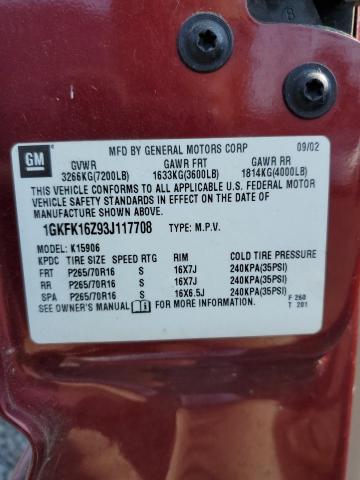 B
GM
MFD BY GENERAL MOTORS CORP 09/02
GVWR GAWR FRT GAWR RR
3266KG(7200LB) 1633KG(3600LB) 1814KG(4000LB)
THIS VEHICLE CONFORMS TO ALL APPLICABLE U.S. FEDERAL MOTOR
VEHICLE SAFETY STANDARDS IN EFFECT ON THE DATE OF
MANUFACTURE SHOWN ABOVE.
1GKFK16Z93J117708 TYPE: M.P.V.
MODEL: K15906
KPDC TIRE SIZE SPEED RTG RIM COLD TIRE PRESSURE
FRT P265/70R16 S 16X7J 240KPA(35PSI)
RR P265/70R16 S 16X7J 240KPA(35PSI)
SPA P265/70R16 S 16X6.5J 240KPA(35PSI)
SEE OWNER'S MANUAL FOR ADDITIONAL INFORMATION.
F 260
T 201